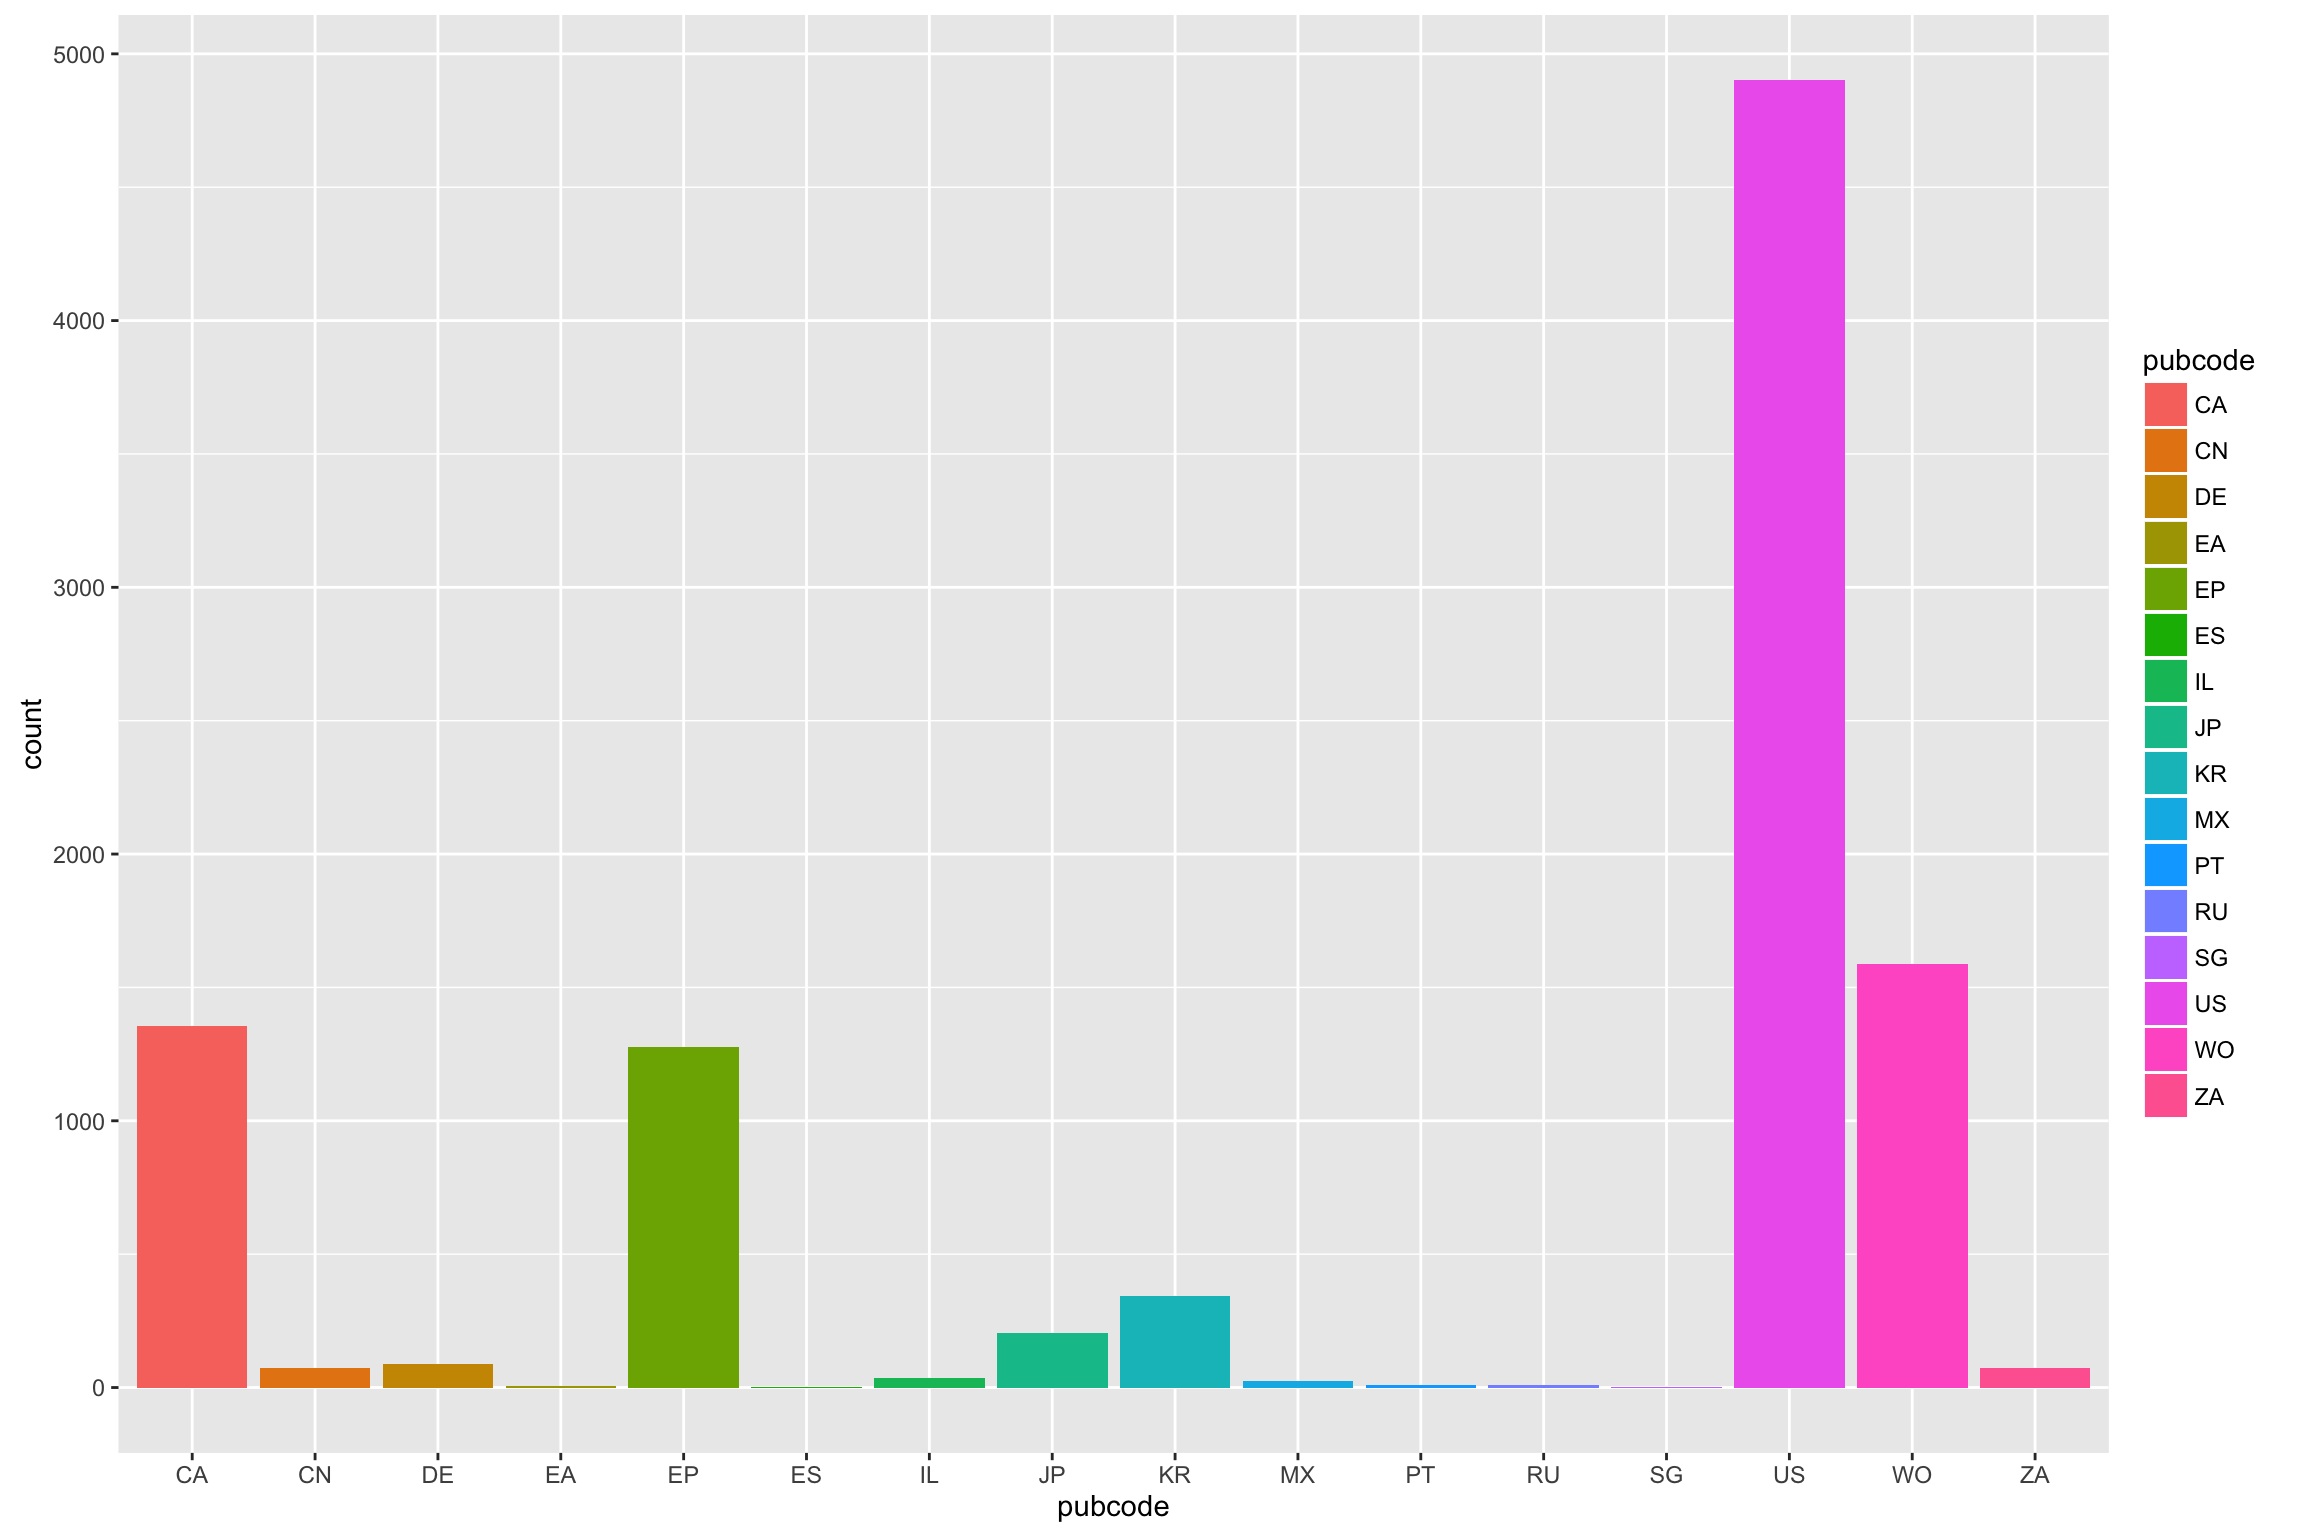 5000
4000
3000
2000
1000
0
count
CA CN DE EA EP ES IL JP KR MX PT RU SG US WO ZA
pubcode
pubcode
CA
CN
DE
EA
EP
ES
IL
JP
KR
MX
PT
RU
SG
US
WO
ZA